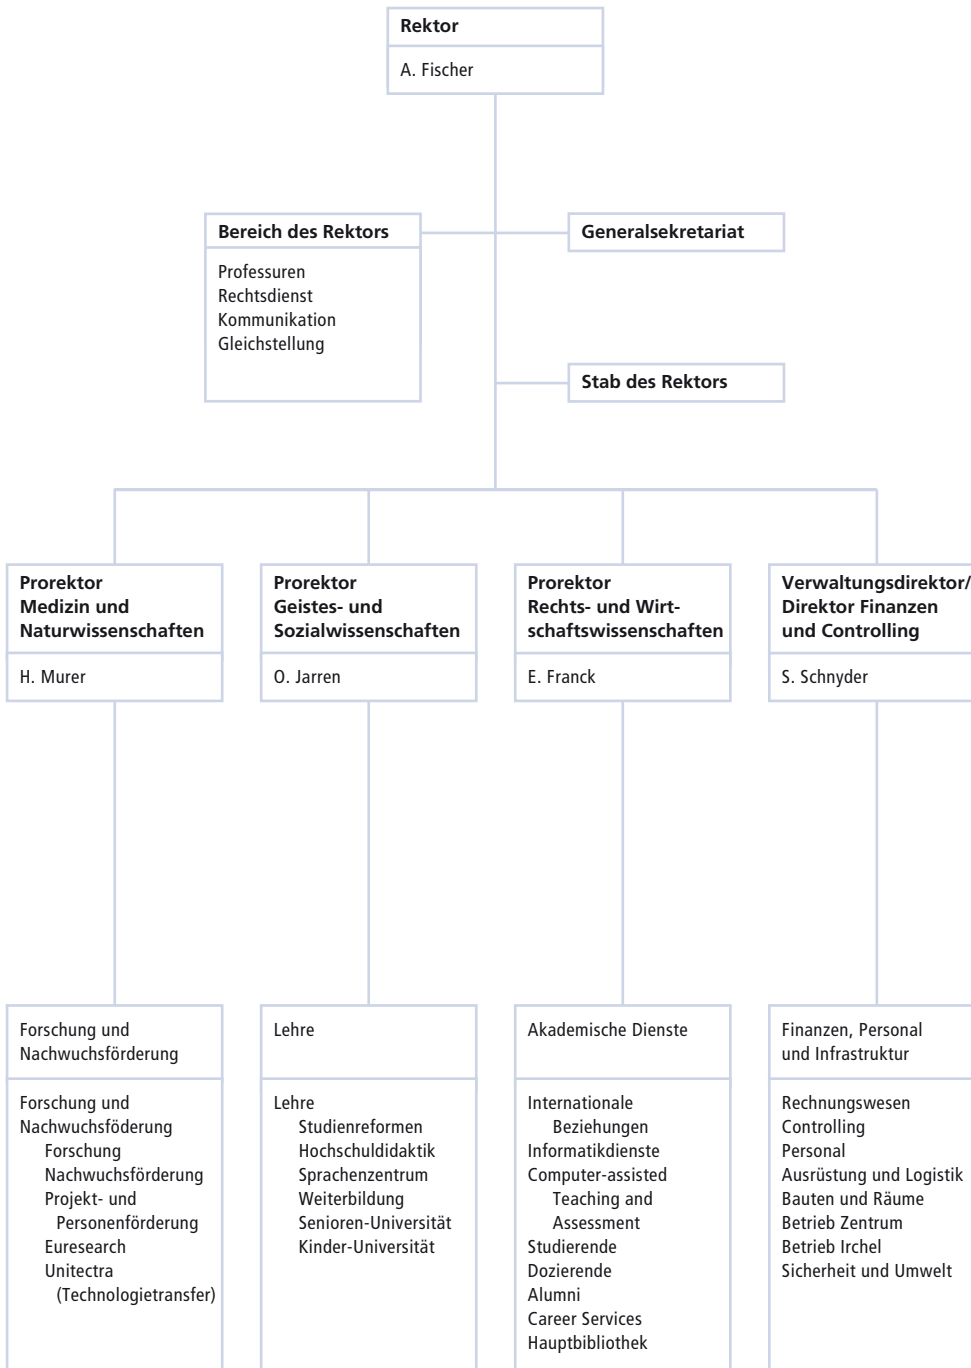 Rektor
A. Fischer
Bereich des Rektors
Professuren
Rechtsdienst
Kommunikation
Gleichstellung
Generalsekretariat
Stab des Rektors
Prorektor
Medizin und
Naturwissenschaften
H. Murer
Prorektor
Geistes- und
Sozialwissenschaften
O. Jarren
Prorektor
Rechts- und Wirt-
schaftswissenschaften
E. Franck
Verwaltungsdirektor/
Direktor Finanzen
und Controlling
S. Schnyder
Forschung und
Nachwuchsförderung
Forschung und
Nachwuchsföderung
Forschung
Nachwuchsförderung
Projekt- und
Personenförderung
Euresearch
Unitectra
(Technologietransfer)
Lehre
Lehre
Studienreformen
Hochschuldidaktik
Sprachenzentrum
Weiterbildung
Senioren-Universität
Kinder-Universität
Akademische Dienste
Internationale
Beziehungen
Informatikdienste
Computer-assisted
Teaching and
Assessment
Studierende
Dozierende
Alumni
Career Services
Hauptbibliothek
Finanzen, Personal
und Infrastruktur
Rechnungswesen
Controlling
Personal
Ausrüstung und Logistik
Bauten und Räume
Betrieb Zentrum
Betrieb Irchel
Sicherheit und Umwelt